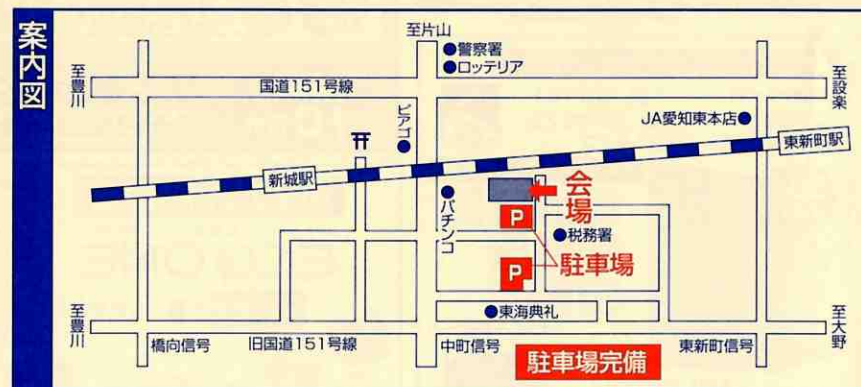 案内図
至片山
警察署
ロッテリア
至豊川
国道151号線
至設楽
ピアゴ
JA愛知東本店
東新町駅
新城駅
会場
パチンコ
P
税務署
駐車場
P
東海典礼
至豊川
橋向信号
旧国道151号線
中町信号
東新町信号
至大野
駐車場完備